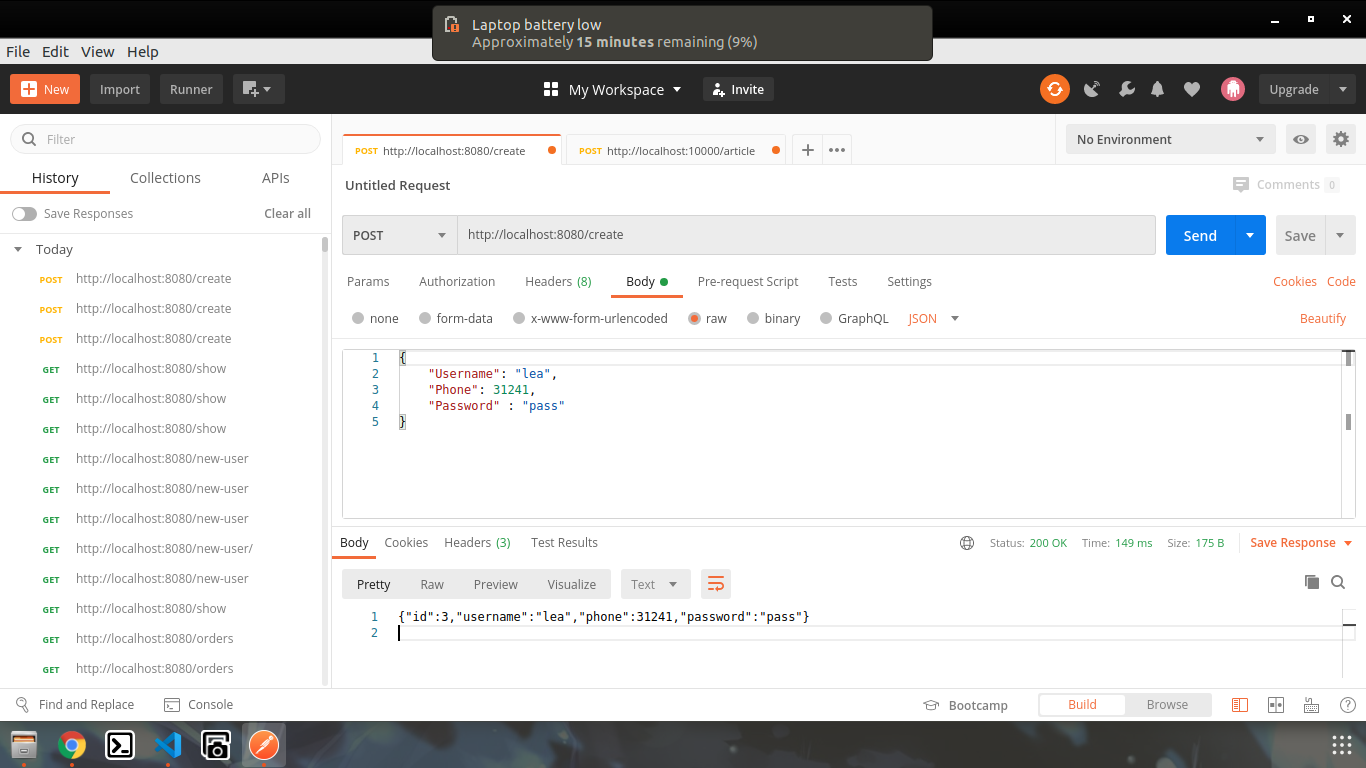 Laptop battery low
Approximately 15 minutes remaining (9%)
File Edit View Help
New Import Runner My Workspace Invite Upgrade
Filter
History Collections APIs
Save Responses Clear all
Today
POST http://localhost:8080/create
POST http://localhost:8080/create
POST http://localhost:8080/create
GET http://localhost:8080/show
GET http://localhost:8080/show
GET http://localhost:8080/show
GET http://localhost:8080/new-user
GET http://localhost:8080/new-user
GET http://localhost:8080/new-user
GET http://localhost:8080/new-user/
GET http://localhost:8080/new-user
GET http://localhost:8080/show
GET http://localhost:8080/orders
GET http://localhost:8080/orders
POST http://localhost:8080/create POST http://localhost:10000/article No Environment
Untitled Request Comments 0
POST http://localhost:8080/create Send Save
Params Authorization Headers (8) Body Pre-request Script Tests Settings Cookies Code
none form-data x-www-form-urlencoded raw binary GraphQL JSON Beautify
1 {
2 "Username": "lea",
3 "Phone": 31241,
4 "Password" : "pass"
5 }
Body Cookies Headers (3) Test Results Status: 200 OK Time: 149 ms Size: 175 B Save Response
Pretty Raw Preview Visualize Text
1 {"id":3,"username":"lea","phone":31241,"password":"pass"}
2
Find and Replace Console Bootcamp Build Browse